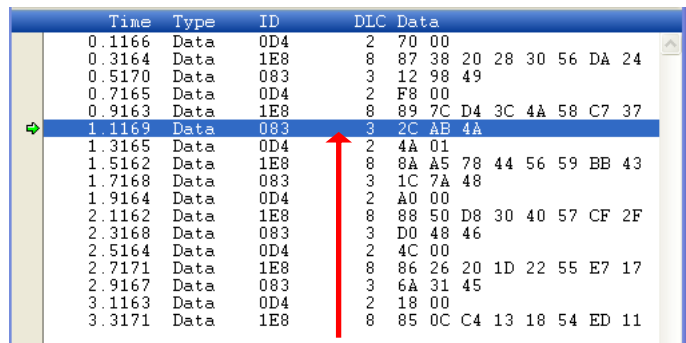 Time Type ID DLC Data
0.1166 Data 0D4 2 70 00
0.3164 Data 1E8 8 87 38 20 28 30 56 DA 24
0.5170 Data 083 3 12 98 49
0.7165 Data 0D4 2 F8 00
0.9163 Data 1E8 8 89 7C D4 3C 4A 58 C7 37
1.1169 Data 083 3 2C AB 4A
1.3165 Data 0D4 2 4A 01
1.5162 Data 1E8 8 8A A5 78 44 56 59 BB 43
1.7168 Data 083 3 1C 7A 48
1.9164 Data 0D4 2 A0 00
2.1162 Data 1E8 8 88 50 D8 30 40 57 CF 2F
2.3168 Data 083 3 D0 48 46
2.5164 Data 0D4 2 4C 00
2.7171 Data 1E8 8 86 26 20 1D 22 55 E7 17
2.9167 Data 083 3 6A 31 45
3.1163 Data 0D4 2 18 00
3.3171 Data 1E8 8 85 0C C4 13 18 54 ED 11